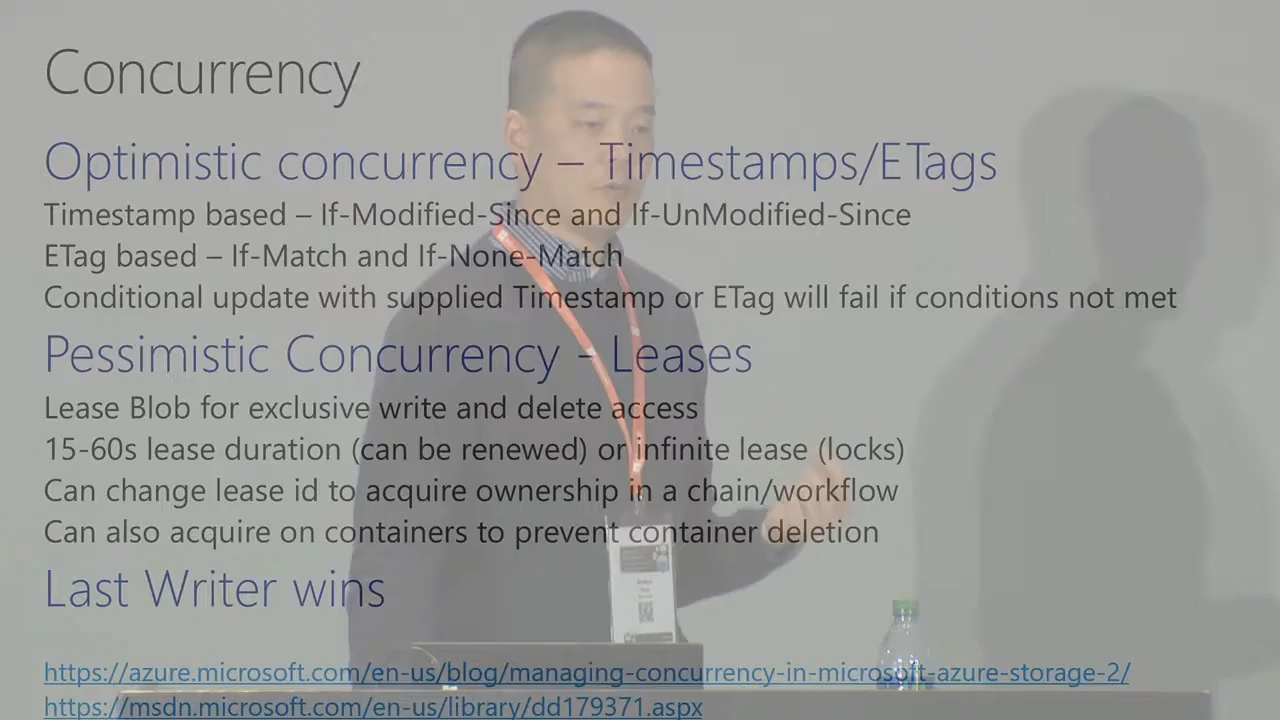 Concurrency
Optimistic concurrency – Timestamps/ETags
Timestamp based – If-Modified-Since and If-UnModified-Since
ETag based – If-Match and If-None-Match
Conditional update with supplied Timestamp or ETag will fail if conditions not met
Pessimistic Concurrency - Leases
Lease Blob for exclusive write and delete access
15-60s lease duration (can be renewed) or infinite lease (locks)
Can change lease id to acquire ownership in a chain/workflow
Can also acquire on containers to prevent container deletion
Last Writer wins
https://azure.microsoft.com/en-us/blog/managing-concurrency-in-microsoft-azure-storage-2/
https://msdn.microsoft.com/en-us/library/dd179371.aspx